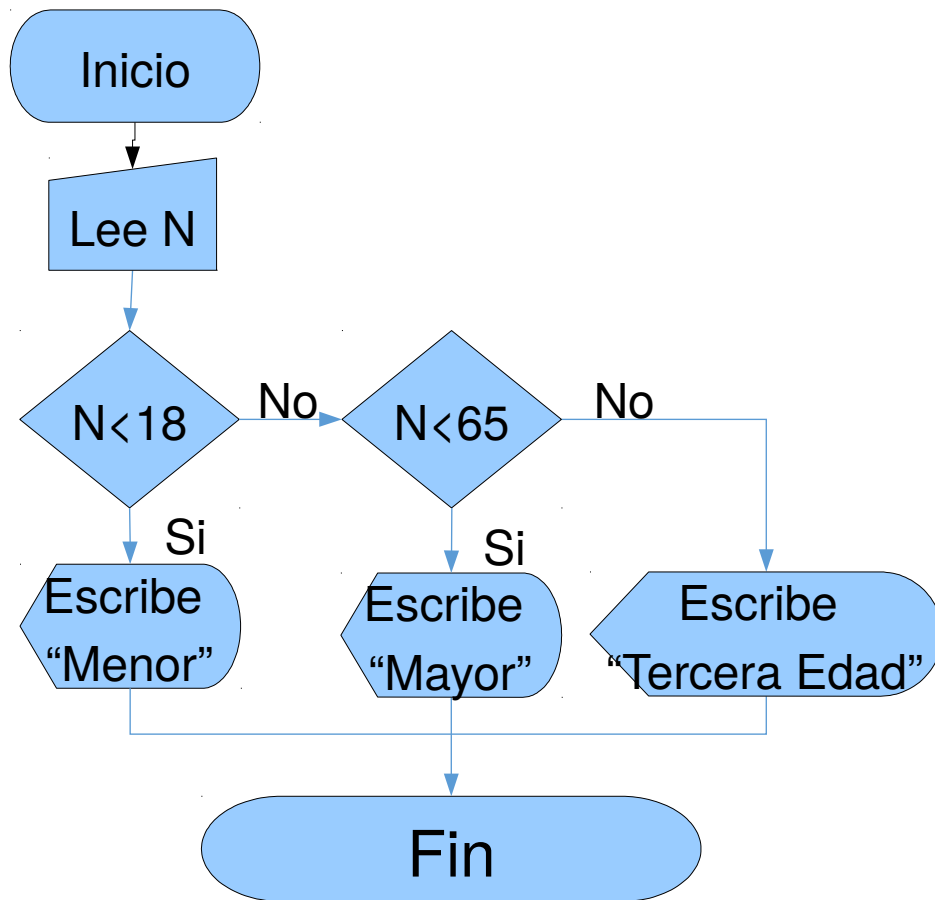 Inicio
Lee N
N<18
No
N<65
No
Si
Si
Escribe
“Menor”
Escribe
“Mayor”
Escribe
“Tercera Edad”
Fin